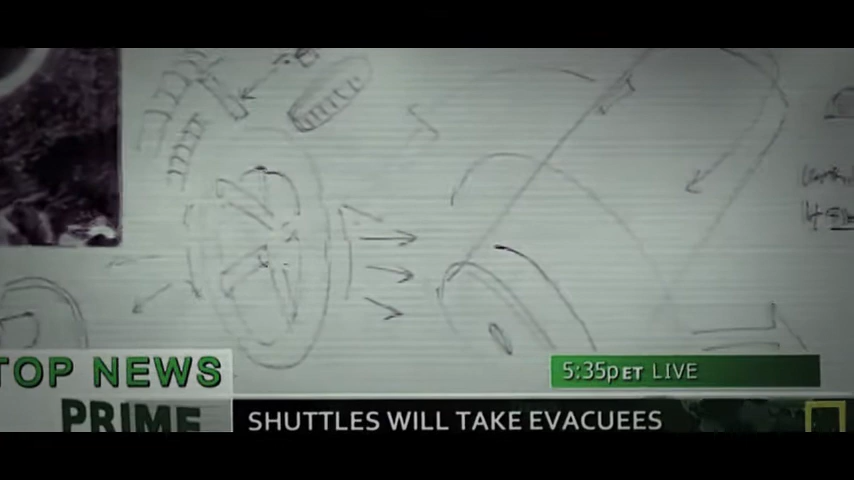 TOP NEWS
5:35pET LIVE
PRIME
SHUTTLES WILL TAKE EVACUEES